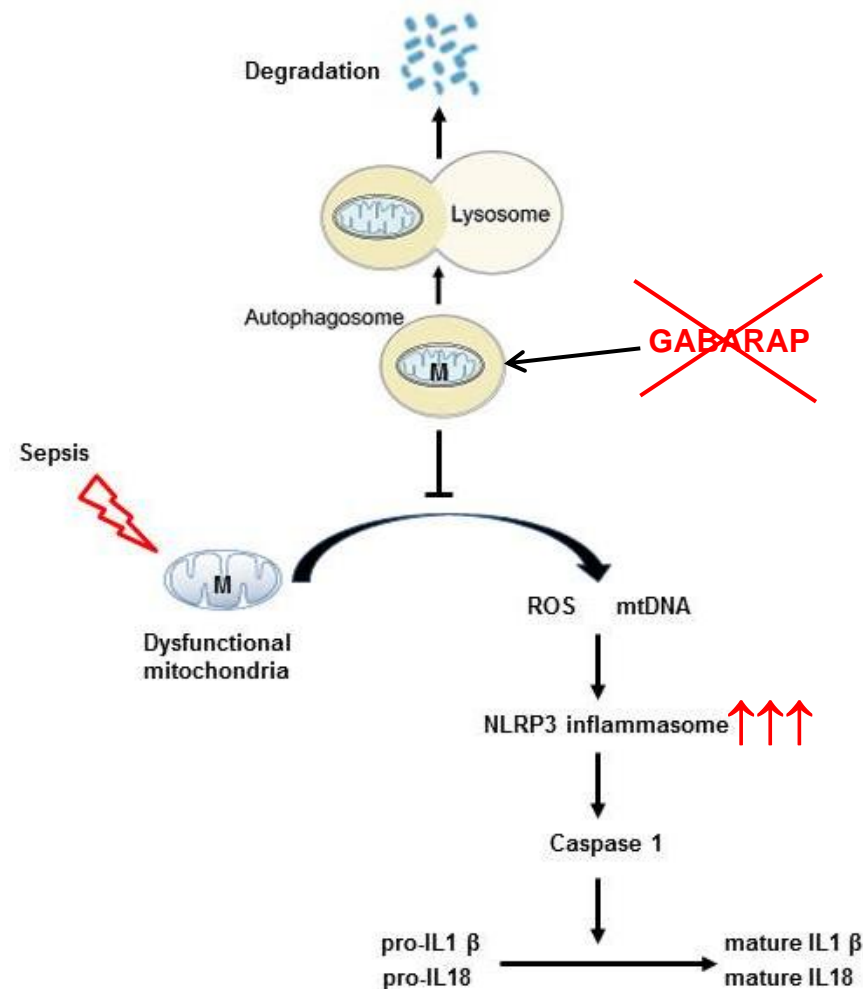 Degradation
Lysosome
Autophagosome
GABARAP
M
Sepsis
M
Dysfunctional
mitochondria
ROS mtDNA
NLRP3 inflammasome ↑↑↑
Caspase 1
pro-IL1 β
pro-IL18
mature IL1 β
mature IL18